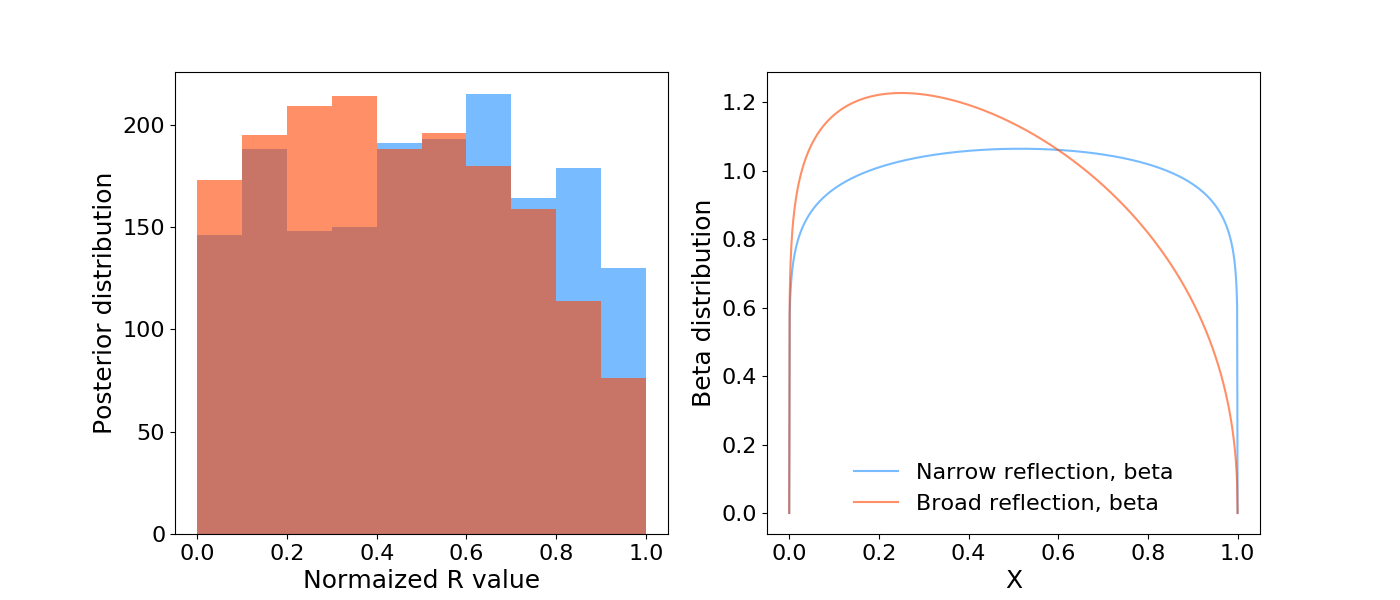 Posterior distribution
200
150
100
50
0
0.0 0.2 0.4 0.6 0.8 1.0
Normaized R value
Beta distribution
1.2
1.0
0.8
0.6
0.4
0.2
0.0
Narrow reflection, beta
Broad reflection, beta
0.0 0.2 0.4 0.6 0.8 1.0
X